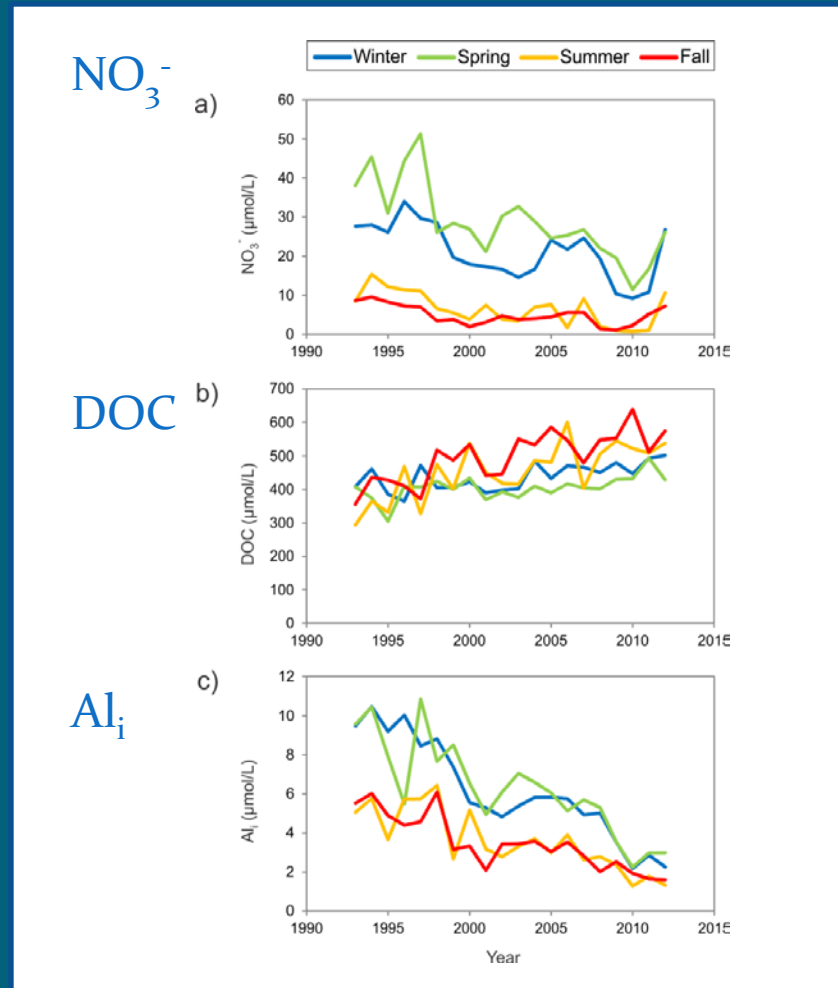 NO₃⁻
Winter Spring Summer Fall
a)
60
50
40
30
20
10
0
NO₃⁻ (µmol/L)
1990 1995 2000 2005 2010 2015
DOC
b)
700
600
500
400
300
200
100
0
DOC (µmol/L)
1990 1995 2000 2005 2010 2015
Alᵢ
c)
12
10
8
6
4
2
0
Alᵢ (µmol/L)
1990 1995 2000 2005 2010 2015
Year